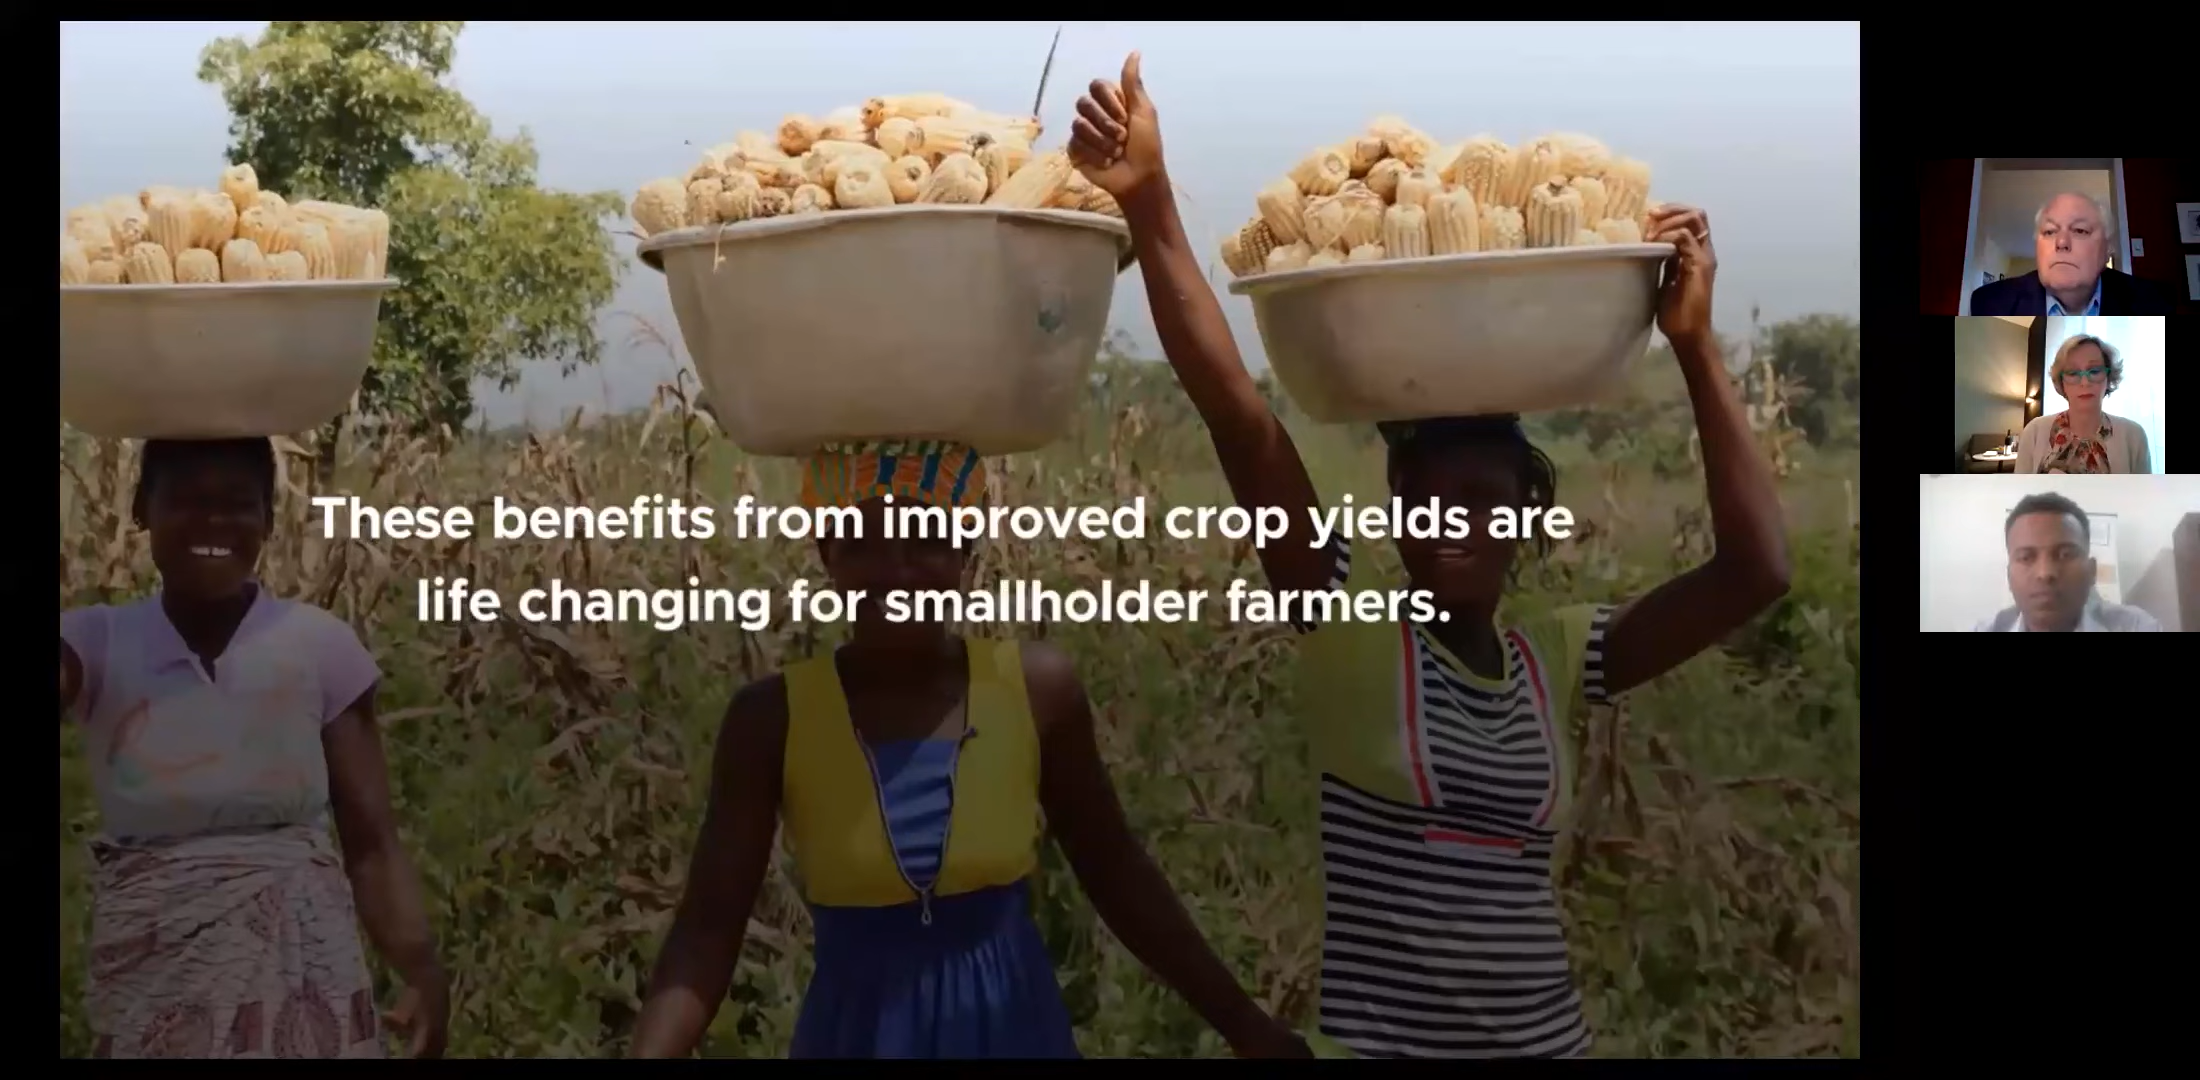 These benefits from improved crop yields are
life changing for smallholder farmers.